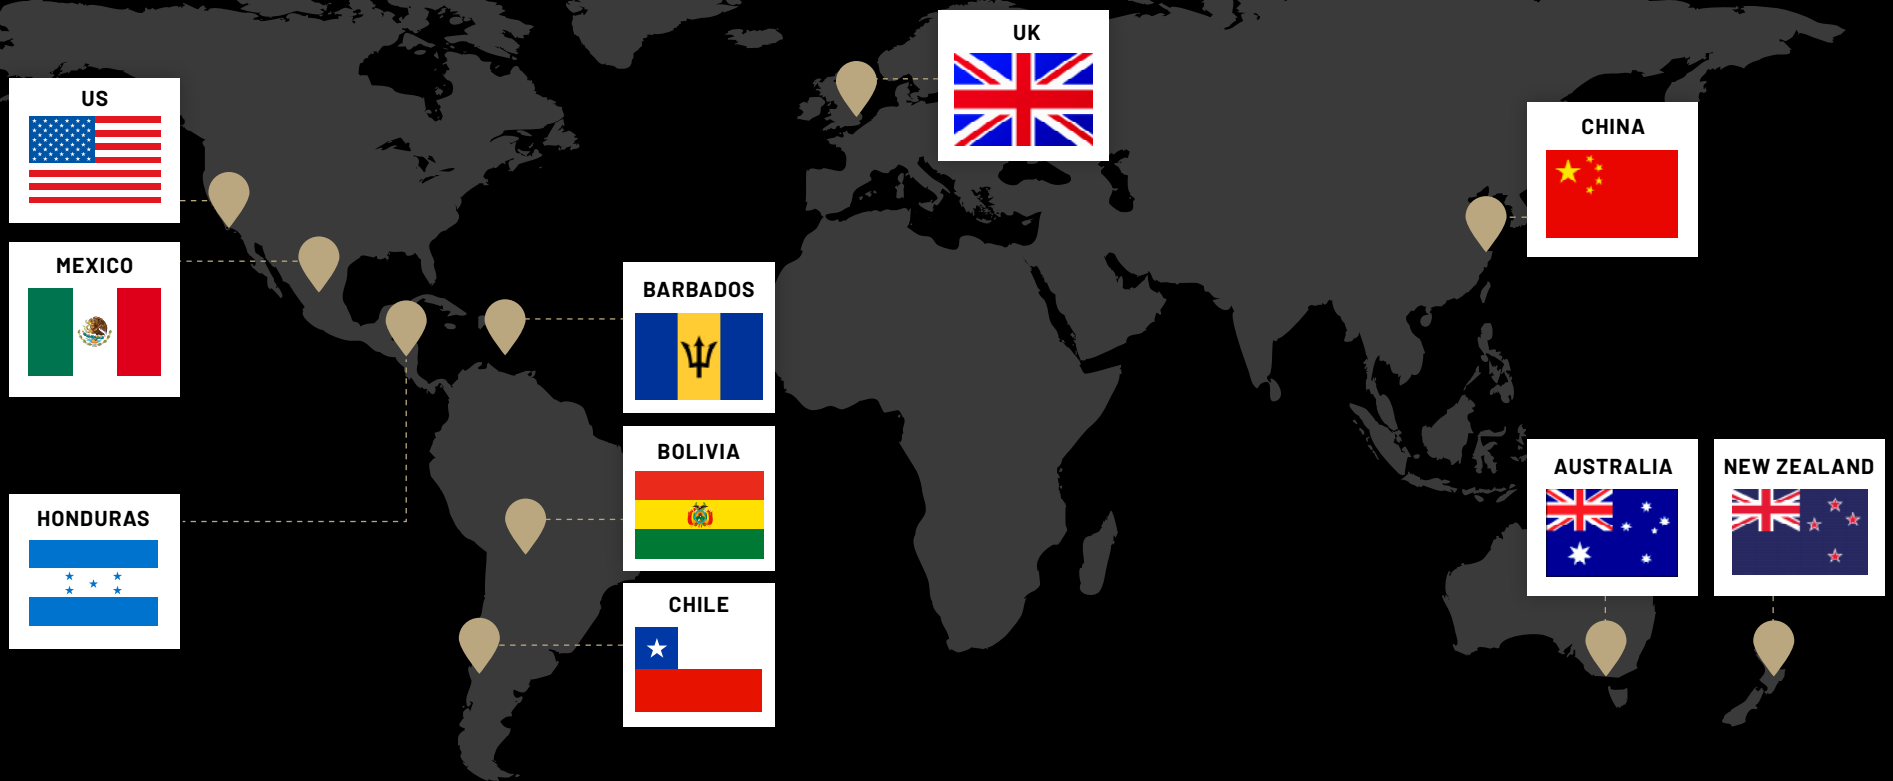 US
MEXICO
HONDURAS
BARBADOS
BOLIVIA
CHILE
UK
CHINA
AUSTRALIA
NEW ZEALAND